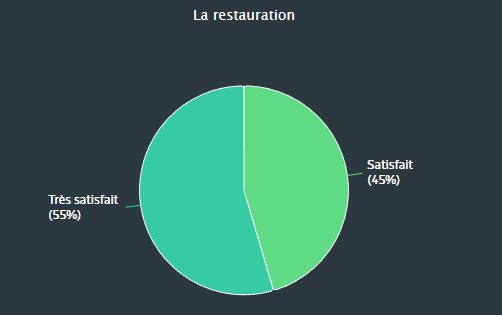 La restauration
Satisfait
(45%)
Très satisfait
(55%)